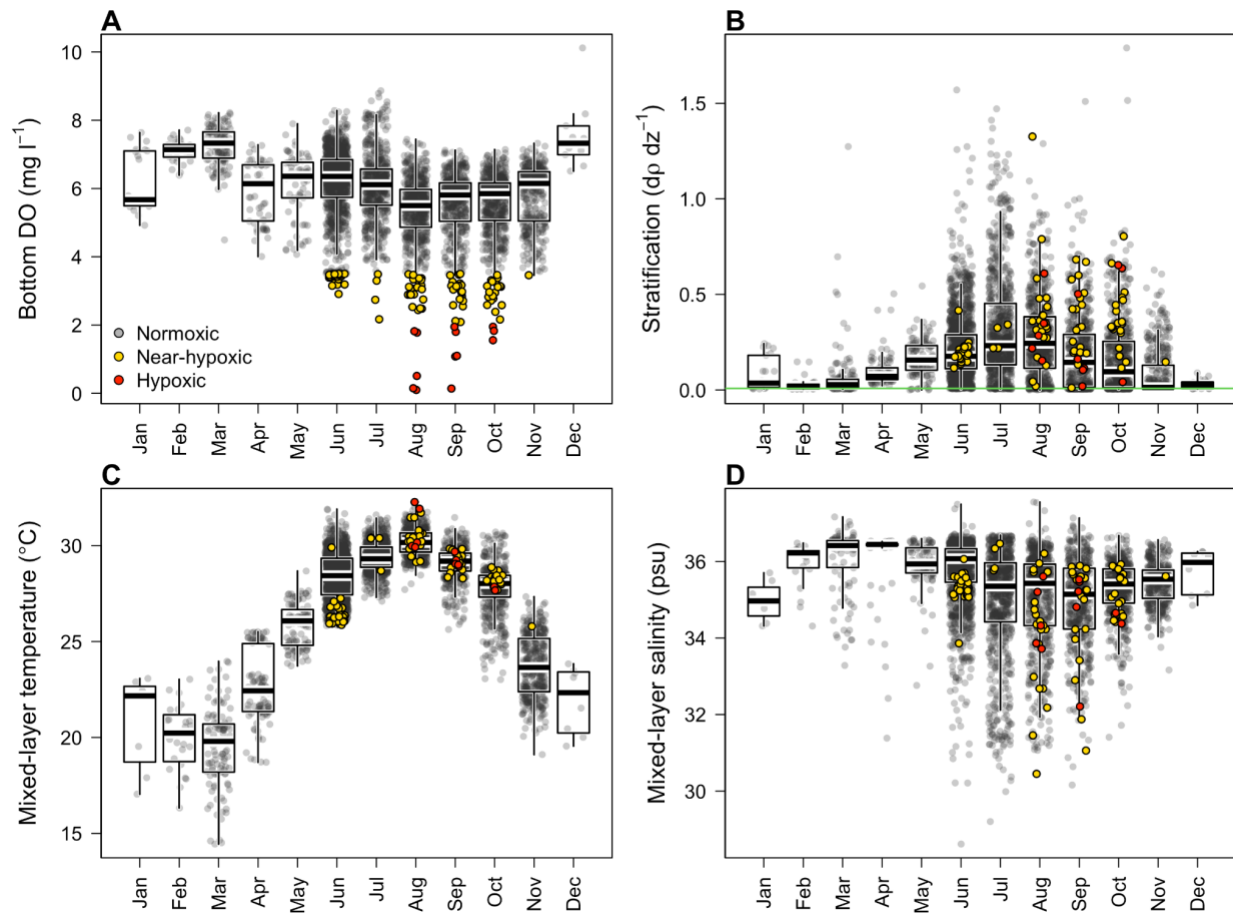 A
Bottom DO (mg l⁻¹)
10
8
6
4
2
0
Normoxic
Near-hypoxic
Hypoxic
Jan Feb Mar Apr May Jun Jul Aug Sep Oct Nov Dec
B
Stratification (dρ dz⁻¹)
1.5
1.0
0.5
0.0
Jan Feb Mar Apr May Jun Jul Aug Sep Oct Nov Dec
C
Mixed-layer temperature (°C)
30
25
20
15
Jan Feb Mar Apr May Jun Jul Aug Sep Oct Nov Dec
D
Mixed-layer salinity (psu)
36
34
32
30
Jan Feb Mar Apr May Jun Jul Aug Sep Oct Nov Dec